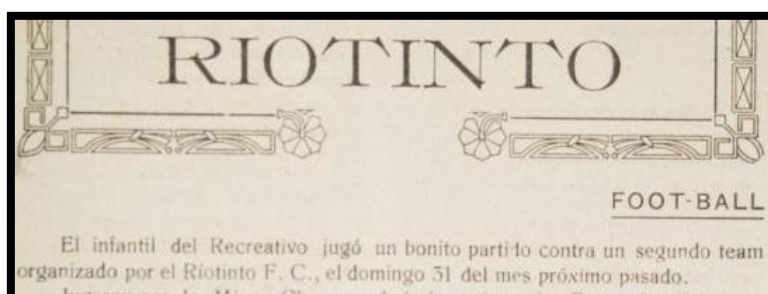 RIOTINTO
FOOT-BALL
El infantil del Recreativo jugó un bonito partido contra un segundo team
organizado por el Riotinto F. C., el domingo 31 del mes próximo pasado.